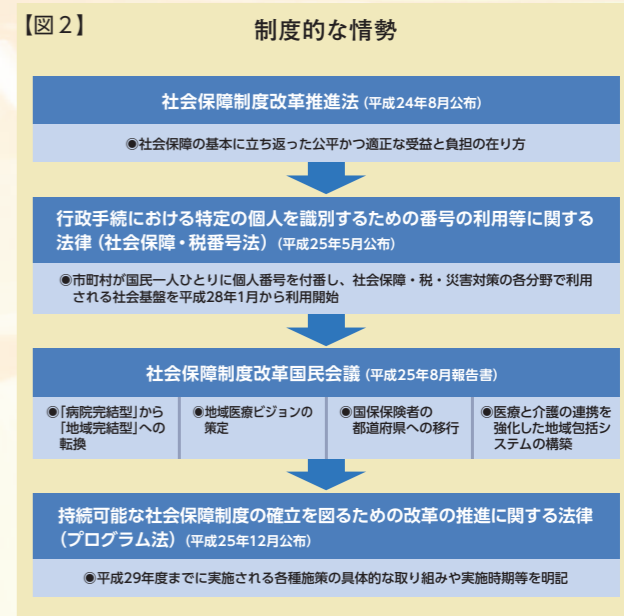 【図2】
制度的な情勢
社会保障制度改革推進法（平成24年8月公布）
◉社会保障の基本に立ち返った公平かつ適正な受益と負担の在り方
行政手続における特定の個人を識別するための番号の利用等に関する
法律（社会保障・税番号法）（平成25年5月公布）
◉市町村が国民一人ひとりに個人番号を付番し、社会保障・税・災害対策の各分野で利用
される社会基盤を平成28年1月から利用開始
社会保障制度改革国民会議（平成25年8月報告書）
◉「病院完結型」から
「地域完結型」への
転換
◉地域医療ビジョンの
策定
◉国保保険者の
都道府県への移行
◉医療と介護の連携を
強化した地域包括シ
ステムの構築
持続可能な社会保障制度の確立を図るための改革の推進に関する法律
（プログラム法）（平成25年12月公布）
◉平成29年度までに実施される各種施策の具体的な取り組みや実施時期等を明記